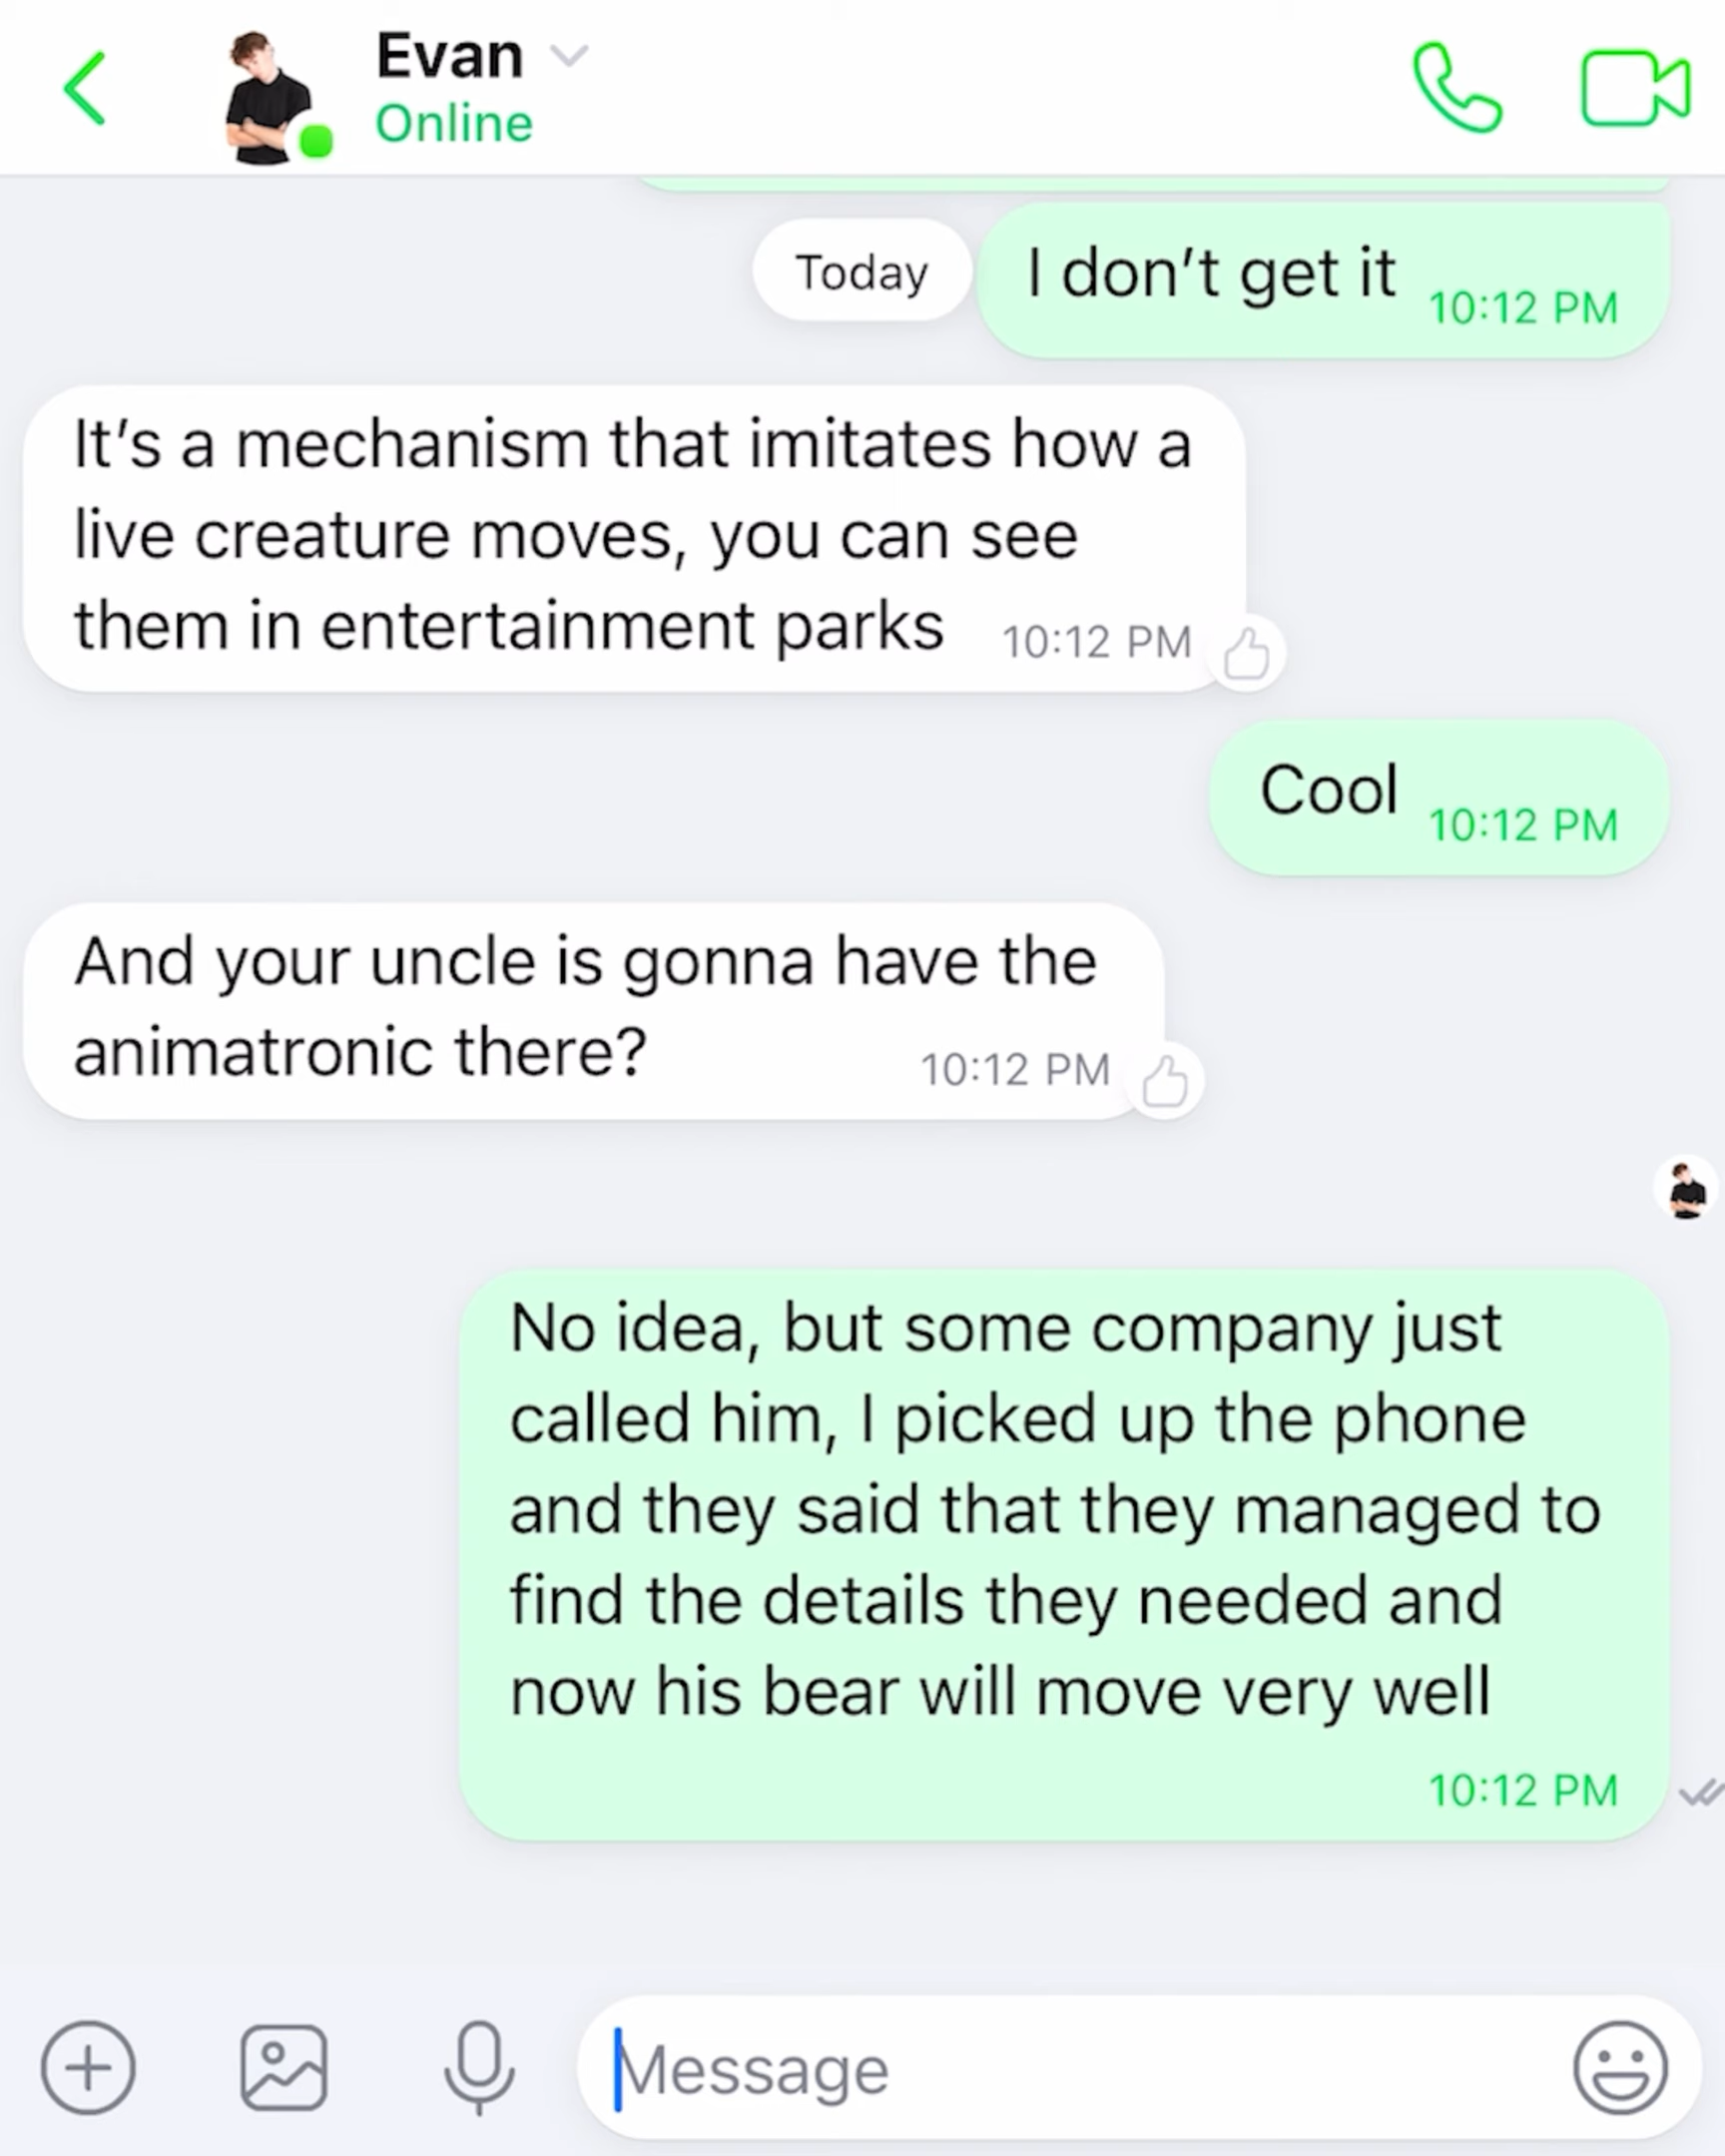 Evan
Online
Today
I don’t get it
10:12 PM
It’s a mechanism that imitates how a
live creature moves, you can see
them in entertainment parks
10:12 PM
Cool
10:12 PM
And your uncle is gonna have the
animatronic there?
10:12 PM
No idea, but some company just
called him, I picked up the phone
and they said that they managed to
find the details they needed and
now his bear will move very well
10:12 PM
Message